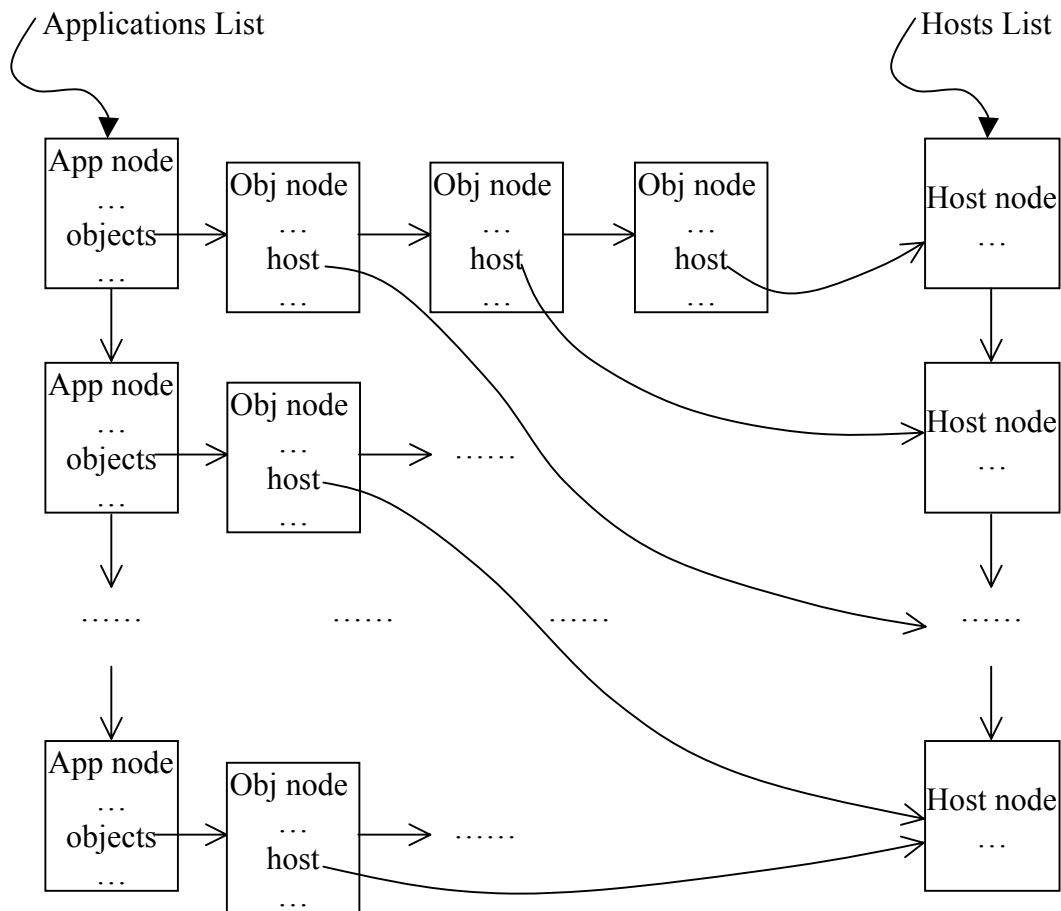 Applications List
Hosts List
App node
…
objects
…
Obj node
…
host
…
Obj node
…
host
…
Obj node
…
host
…
Host node
…
App node
…
objects
…
Obj node
…
host
…
……
Host node
…
……
……
……
……
App node
…
objects
…
Obj node
…
host
…
……
Host node
…